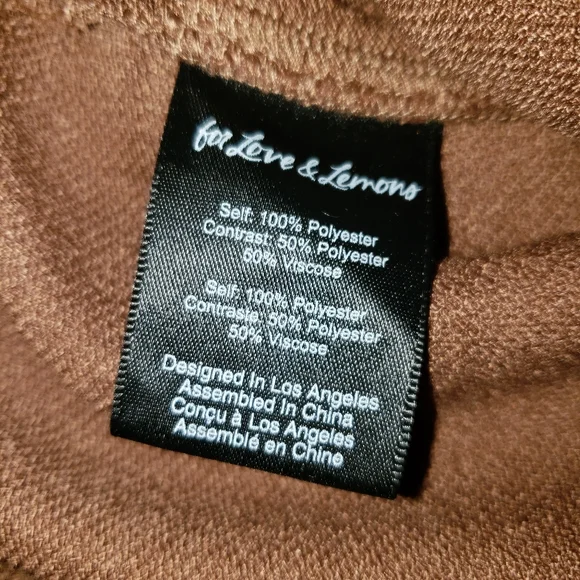 for Love & Lemons
Self: 100% Polyester
Contrast: 50% Polyester
50% Viscose
Self: 100% Polyester
Contraste: 50% Polyester
50% Viscose
Designed In Los Angeles
Assembled In China
Conçu à Los Angeles
Assemblé en Chine